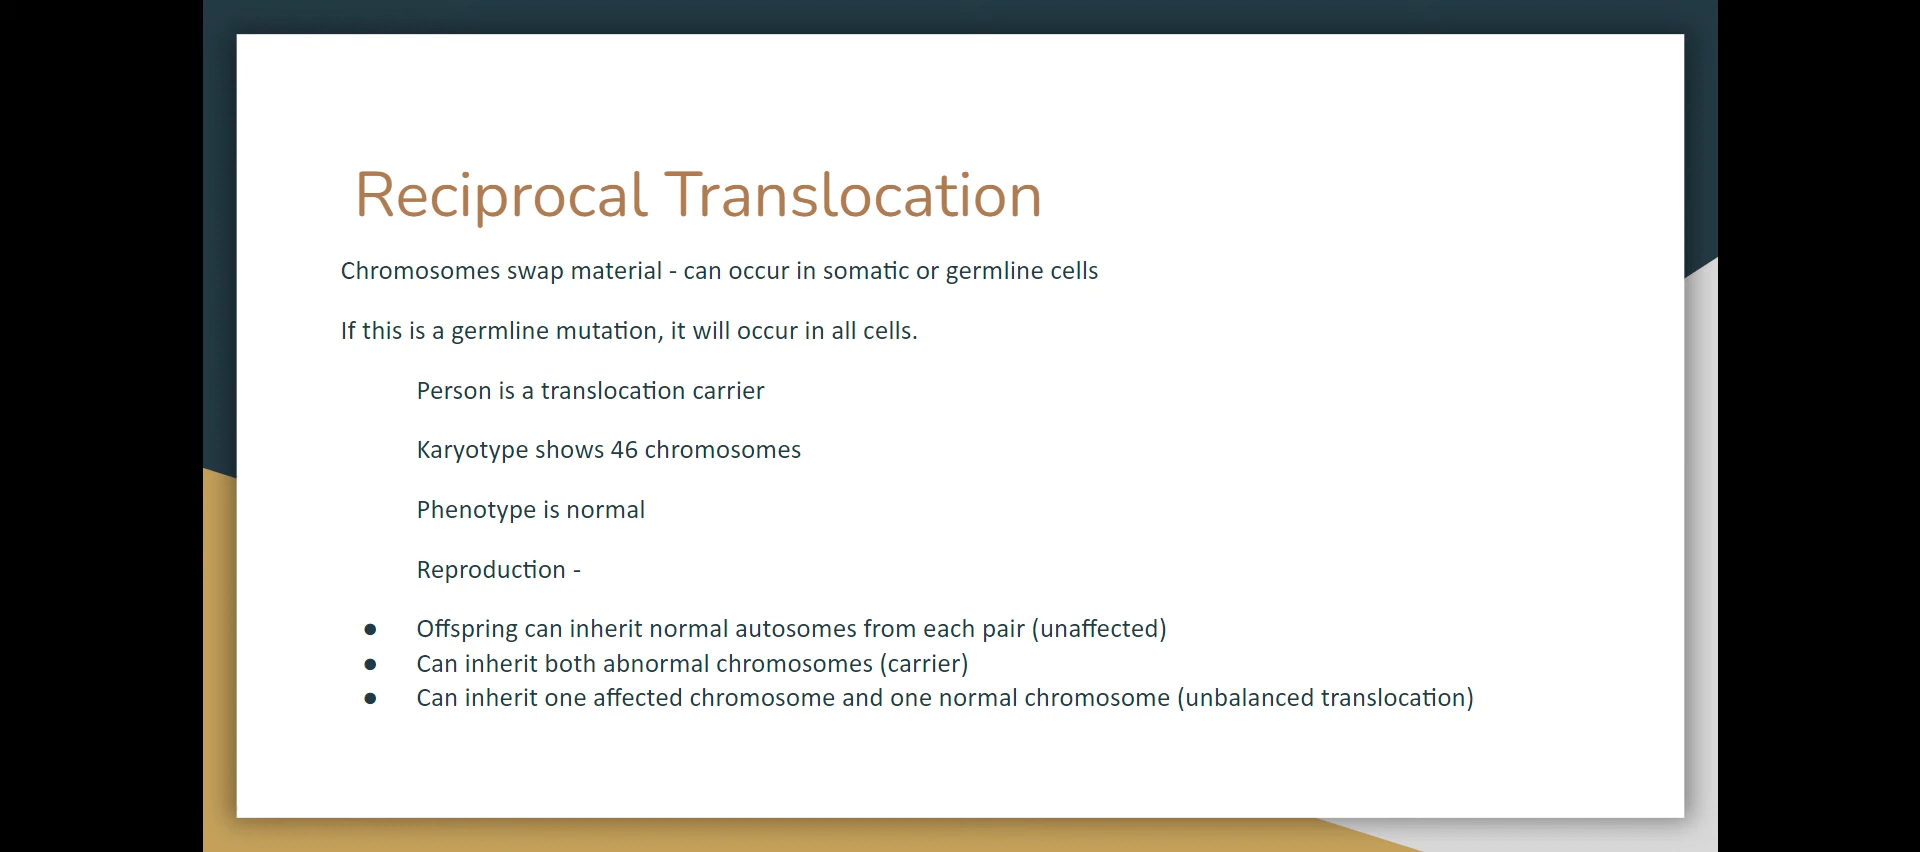 Reciprocal Translocation
Chromosomes swap material - can occur in somatic or germline cells
If this is a germline mutation, it will occur in all cells.
Person is a translocation carrier
Karyotype shows 46 chromosomes
Phenotype is normal
Reproduction -
● Offspring can inherit normal autosomes from each pair (unaffected)
● Can inherit both abnormal chromosomes (carrier)
● Can inherit one affected chromosome and one normal chromosome (unbalanced translocation)